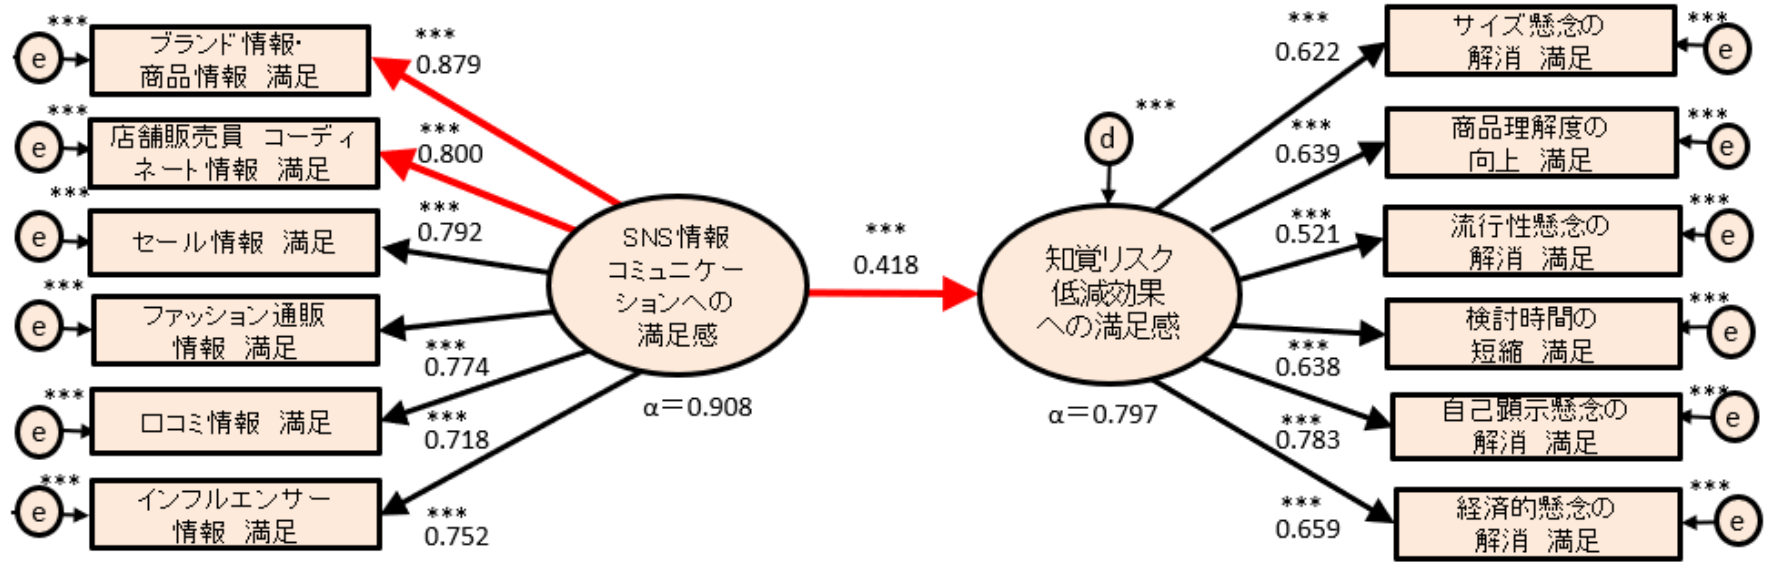 ***
e
ブランド情報・
商品情報 満足
***
0.879
***
e
店舗販売員 コーディ
ネート情報 満足
***
0.800
***
e
セール情報 満足
***
0.792
***
e
ファッション通販
情報 満足
***
0.774
***
e
口コミ情報 満足
***
0.718
***
e
インフルエンサー
情報 満足
***
0.752
SNS情報
コミュニケー
ションへの
満足感
α＝0.908
***
0.418
d
***
知覚リスク
低減効果
への満足感
α＝0.797
***
0.622
サイズ懸念の
解消 満足
***
e
***
0.639
商品理解度の
向上 満足
***
e
***
0.521
流行性懸念の
解消 満足
***
e
***
0.638
検討時間の
短縮 満足
***
e
***
0.783
自己顕示懸念の
解消 満足
***
e
***
0.659
経済的懸念の
解消 満足
***
e